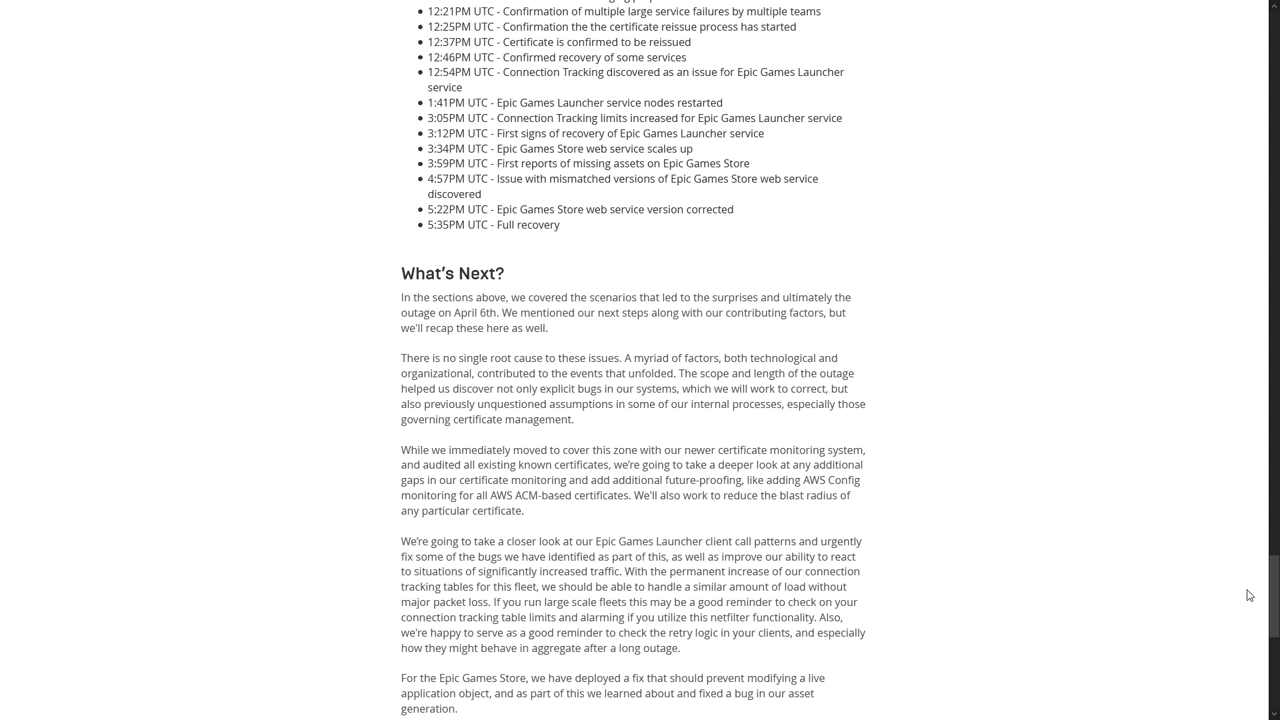 • 12:21PM UTC - Confirmation of multiple large service failures by multiple teams
• 12:25PM UTC - Confirmation the the certificate reissue process has started
• 12:37PM UTC - Certificate is confirmed to be reissued
• 12:46PM UTC - Confirmed recovery of some services
• 12:54PM UTC - Connection Tracking discovered as an issue for Epic Games Launcher
service
• 1:41PM UTC - Epic Games Launcher service nodes restarted
• 3:05PM UTC - Connection Tracking limits increased for Epic Games Launcher service
• 3:12PM UTC - First signs of recovery of Epic Games Launcher service
• 3:34PM UTC - Epic Games Store web service scales up
• 3:59PM UTC - First reports of missing assets on Epic Games Store
• 4:57PM UTC - Issue with mismatched versions of Epic Games Store web service
discovered
• 5:22PM UTC - Epic Games Store web service version corrected
• 5:35PM UTC - Full recovery
What's Next?
In the sections above, we covered the scenarios that led to the surprises and ultimately the
outage on April 6th. We mentioned our next steps along with our contributing factors, but
we'll recap these here as well.
There is no single root cause to these issues. A myriad of factors, both technological and
organizational, contributed to the events that unfolded. The scope and length of the outage
helped us discover not only explicit bugs in our systems, which we will work to correct, but
also previously unquestioned assumptions in some of our internal processes, especially those
governing certificate management.
While we immediately moved to cover this zone with our newer certificate monitoring system,
and audited all existing known certificates, we're going to take a deeper look at any additional
gaps in our certificate monitoring and add additional future-proofing, like adding AWS Config
monitoring for all AWS ACM-based certificates. We'll also work to reduce the blast radius of
any particular certificate.
We're going to take a closer look at our Epic Games Launcher client call patterns and urgently
fix some of the bugs we have identified as part of this, as well as improve our ability to react
to situations of significantly increased traffic. With the permanent increase of our connection
tracking tables for this fleet, we should be able to handle a similar amount of load without
major packet loss. If you run large scale fleets this may be a good reminder to check on your
connection tracking table limits and alarming if you utilize this netfilter functionality. Also,
we're happy to serve as a good reminder to check the retry logic in your clients, and especially
how they might behave in aggregate after a long outage.
For the Epic Games Store, we have deployed a fix that should prevent modifying a live
application object, and as part of this we learned about and fixed a bug in our asset
generation.